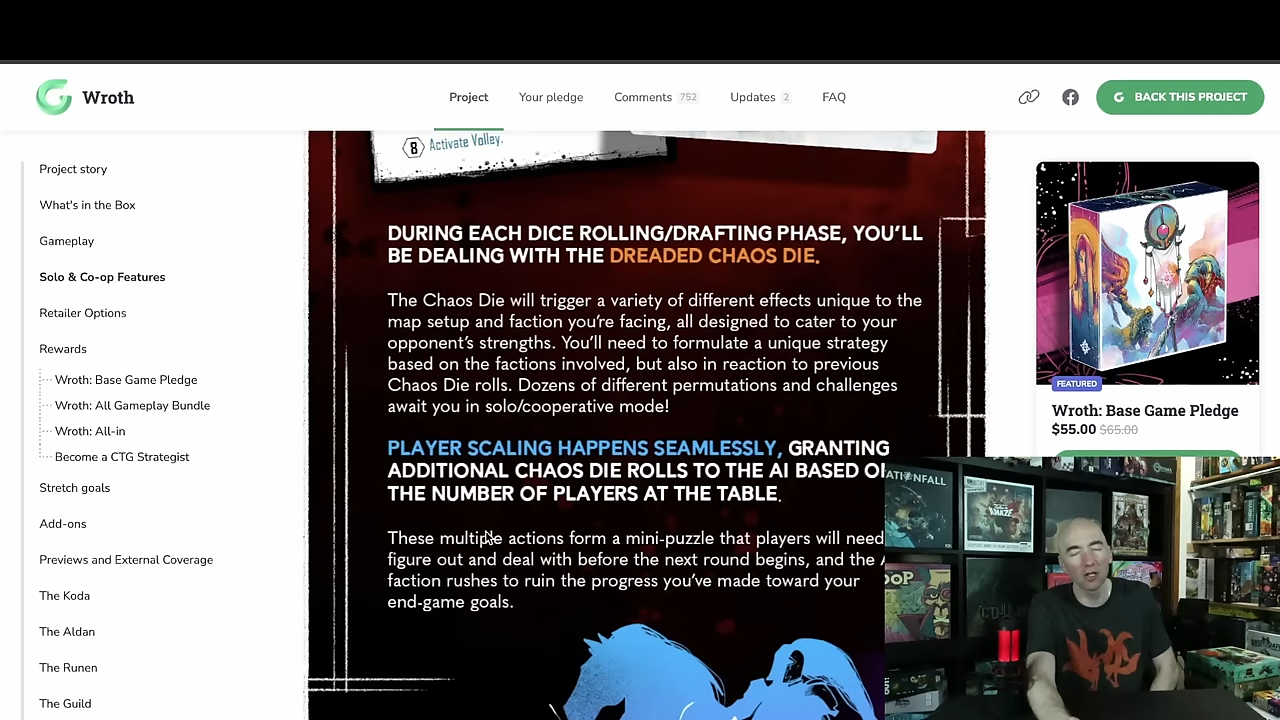 Wroth
Project
Your pledge
Comments 752
Updates 2
FAQ
BACK THIS PROJECT
Project story
What's in the Box
Gameplay
Solo & Co-op Features
Retailer Options
Rewards
Wroth: Base Game Pledge
Wroth: All Gameplay Bundle
Wroth: All-in
Become a CTG Strategist
Stretch goals
Add-ons
Previews and External Coverage
The Koda
The Aldan
The Runen
The Guild
8 Activate Volley.
DURING EACH DICE ROLLING/DRAFTING PHASE, YOU'LL
BE DEALING WITH THE DREADED CHAOS DIE.
The Chaos Die will trigger a variety of different effects unique to the
map setup and faction you're facing, all designed to cater to your
opponent's strengths. You'll need to formulate a unique strategy
based on the factions involved, but also in reaction to previous
Chaos Die rolls. Dozens of different permutations and challenges
await you in solo/cooperative mode!
PLAYER SCALING HAPPENS SEAMLESSLY, GRANTING
ADDITIONAL CHAOS DIE ROLLS TO THE AI BASED
THE NUMBER OF PLAYERS AT THE TABLE.
These multiple actions form a mini-puzzle that players will need
figure out and deal with before the next round begins, and the
faction rushes to ruin the progress you've made toward your
end-game goals.
FEATURED
Wroth: Base Game Pledge
$55.00 $65.00